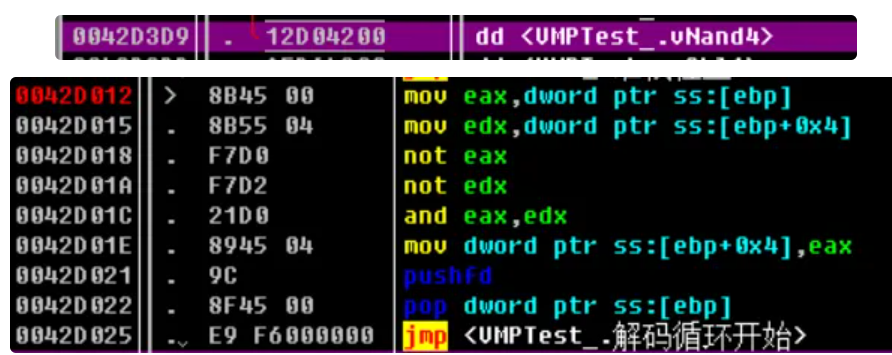 0042D3D9 . 12D04200 dd <VMPTest_.vNand4>
0042D012 > 8B45 00 mov eax,dword ptr ss:[ebp]
0042D015 . 8B55 04 mov edx,dword ptr ss:[ebp+0x4]
0042D018 . F7D0 not eax
0042D01A . F7D2 not edx
0042D01C . 21D0 and eax,edx
0042D01E . 8945 04 mov dword ptr ss:[ebp+0x4],eax
0042D021 . 9C pushfd
0042D022 . 8F45 00 pop dword ptr ss:[ebp]
0042D025 .. E9 F6000000 jmp <VMPTest_.解码循环开始>